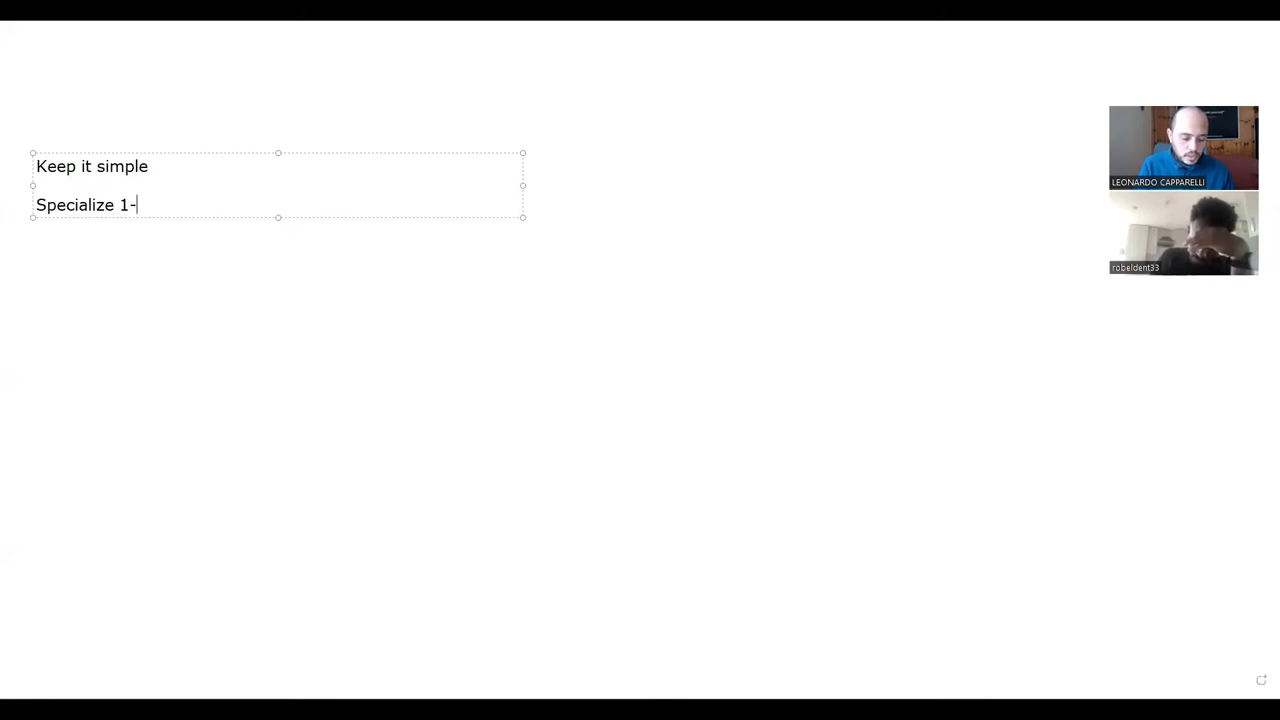 Keep it simple
Specialize 1-
LEONARDO CAPPARELLI
robeldent33